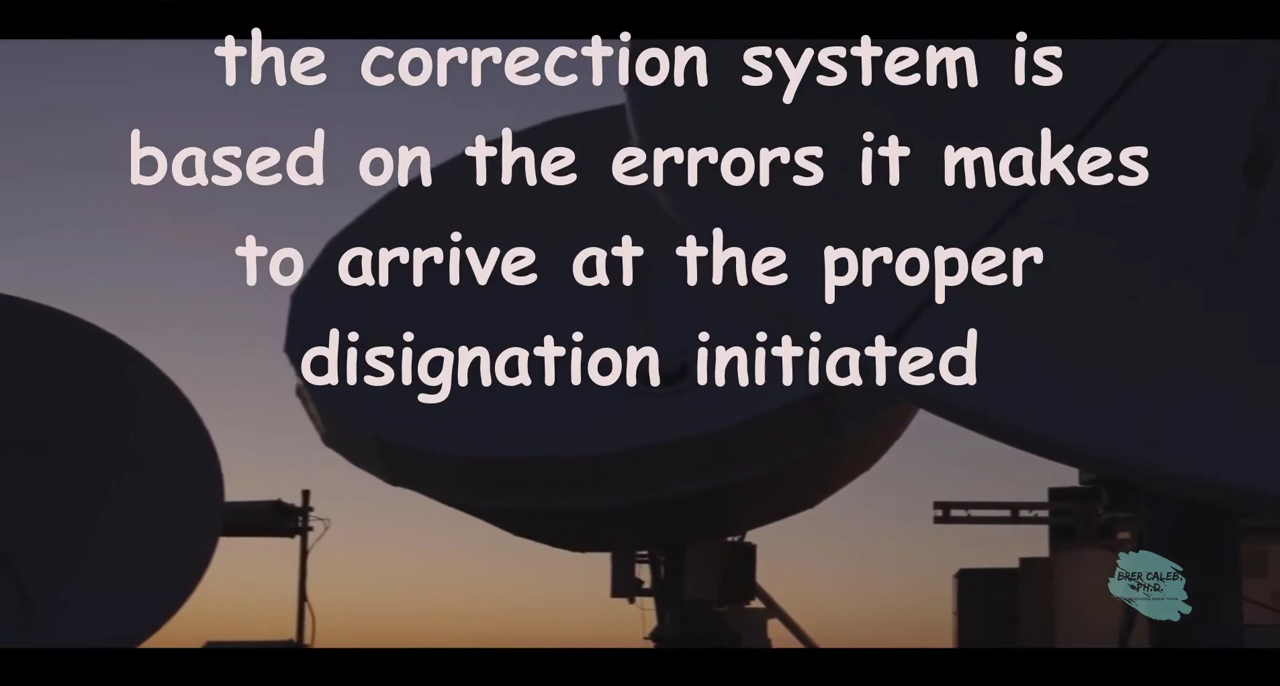 the correction system is
based on the errors it makes
to arrive at the proper
disignation initiated
BRER CALEB,
PH.D.